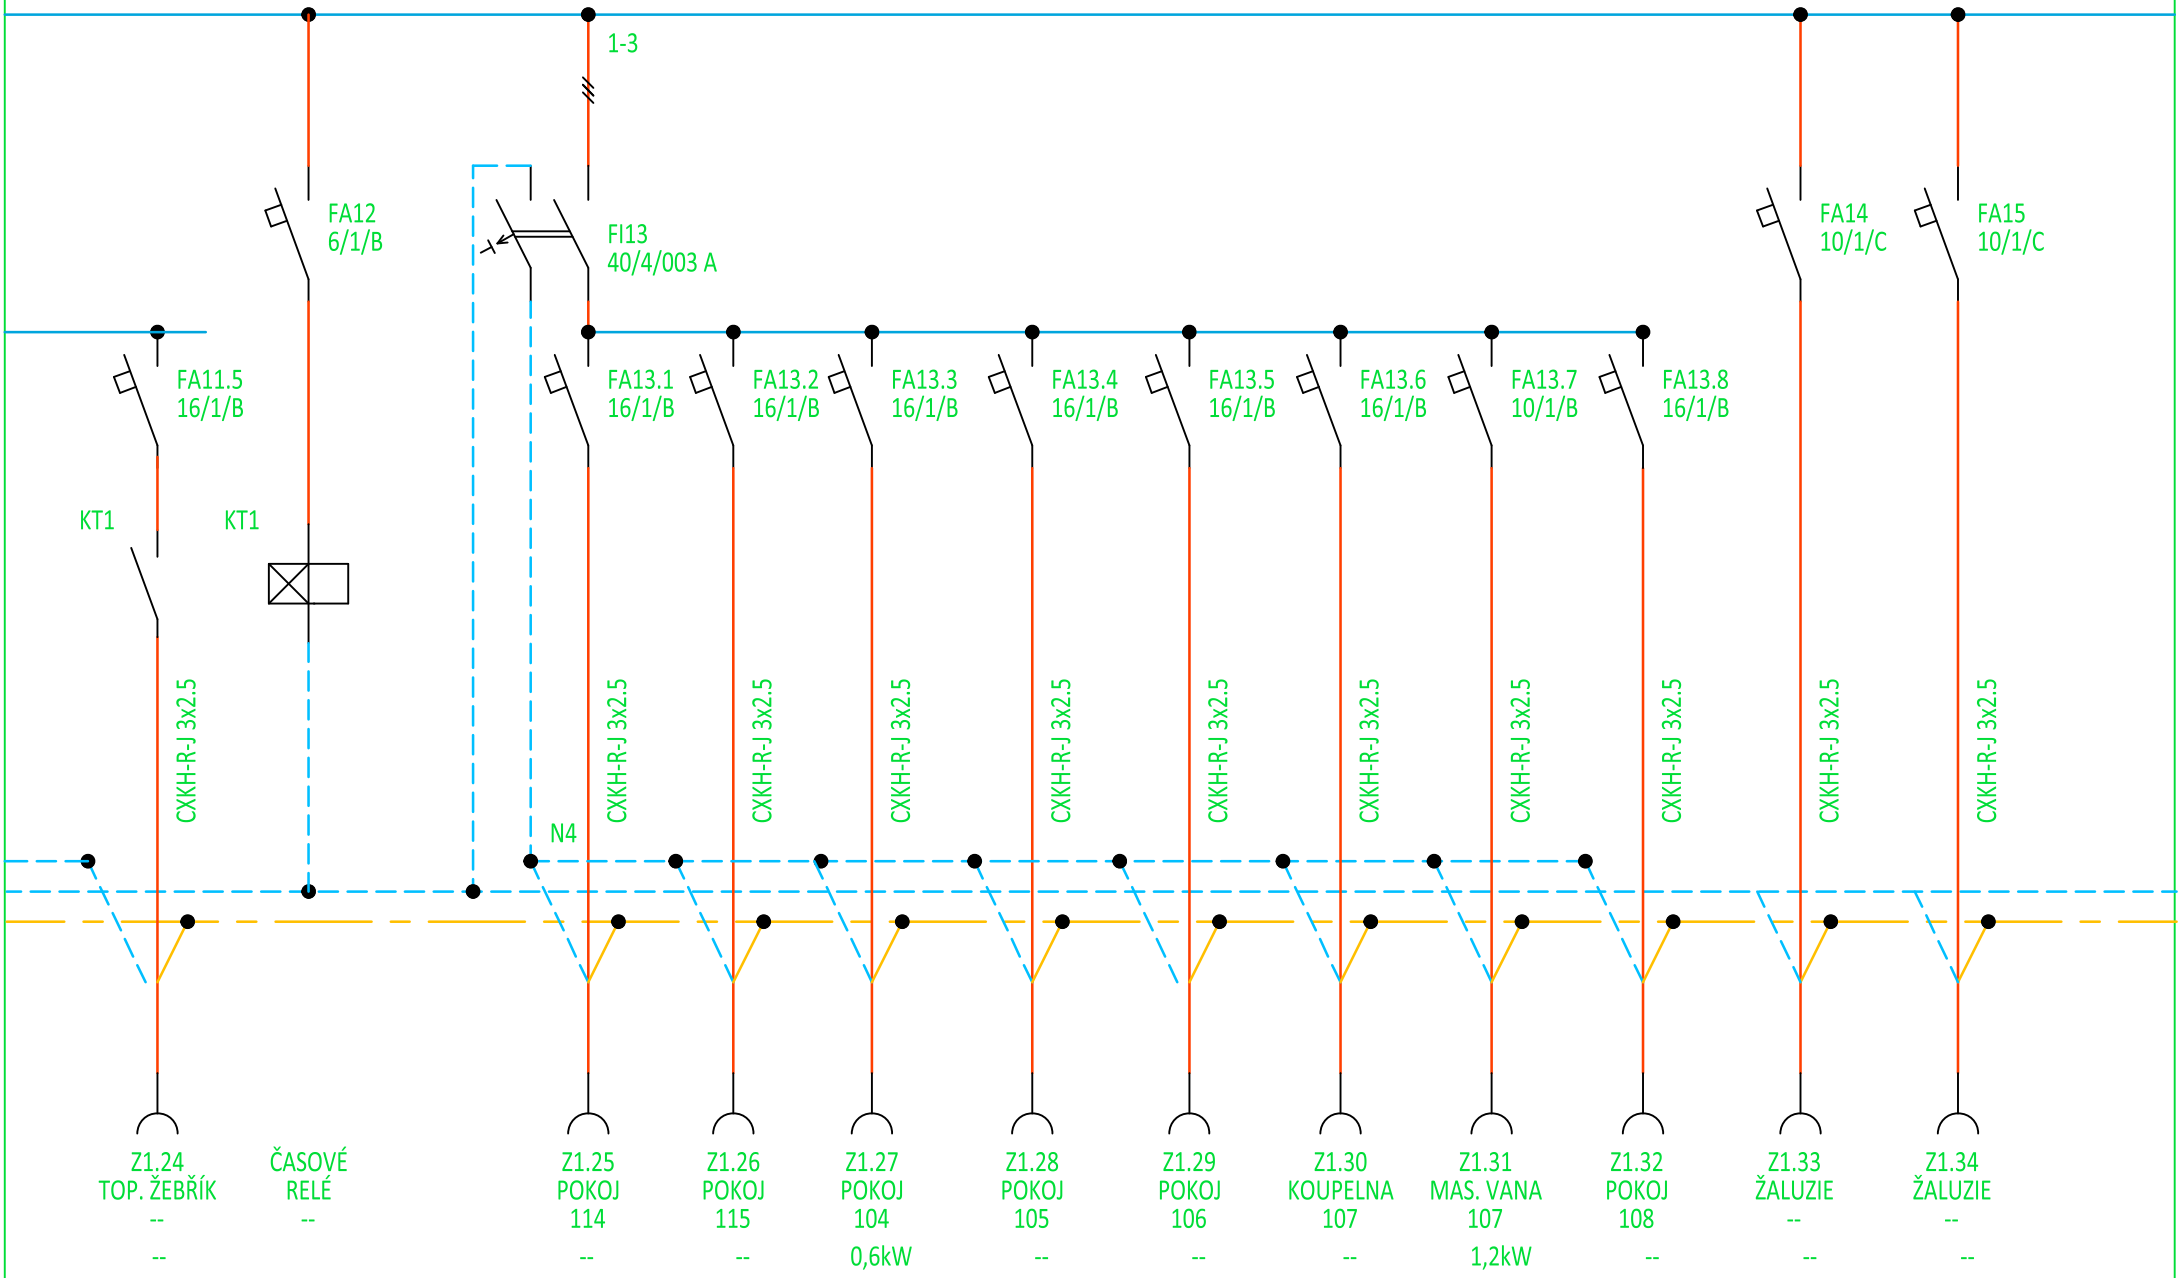 1-3
FA12
6/1/B
FI13
40/4/003 A
FA14
10/1/C
FA15
10/1/C
FA11.5
16/1/B
FA13.1
16/1/B
FA13.2
16/1/B
FA13.3
16/1/B
FA13.4
16/1/B
FA13.5
16/1/B
FA13.6
16/1/B
FA13.7
10/1/B
FA13.8
16/1/B
KT1
KT1
CXKH-R-J 3x2.5
CXKH-R-J 3x2.5
CXKH-R-J 3x2.5
CXKH-R-J 3x2.5
CXKH-R-J 3x2.5
CXKH-R-J 3x2.5
CXKH-R-J 3x2.5
CXKH-R-J 3x2.5
CXKH-R-J 3x2.5
CXKH-R-J 3x2.5
CXKH-R-J 3x2.5
N4
Z1.24
TOP. ŽEBŘÍK
--
--
ČASOVÉ
RELÉ
--
Z1.25
POKOJ
114
--
Z1.26
POKOJ
115
--
Z1.27
POKOJ
104
0,6kW
Z1.28
POKOJ
105
--
Z1.29
POKOJ
106
--
Z1.30
KOUPELNA
107
--
Z1.31
MAS. VANA
107
1,2kW
Z1.32
POKOJ
108
--
Z1.33
ŽALUZIE
--
--
Z1.34
ŽALUZIE
--
--